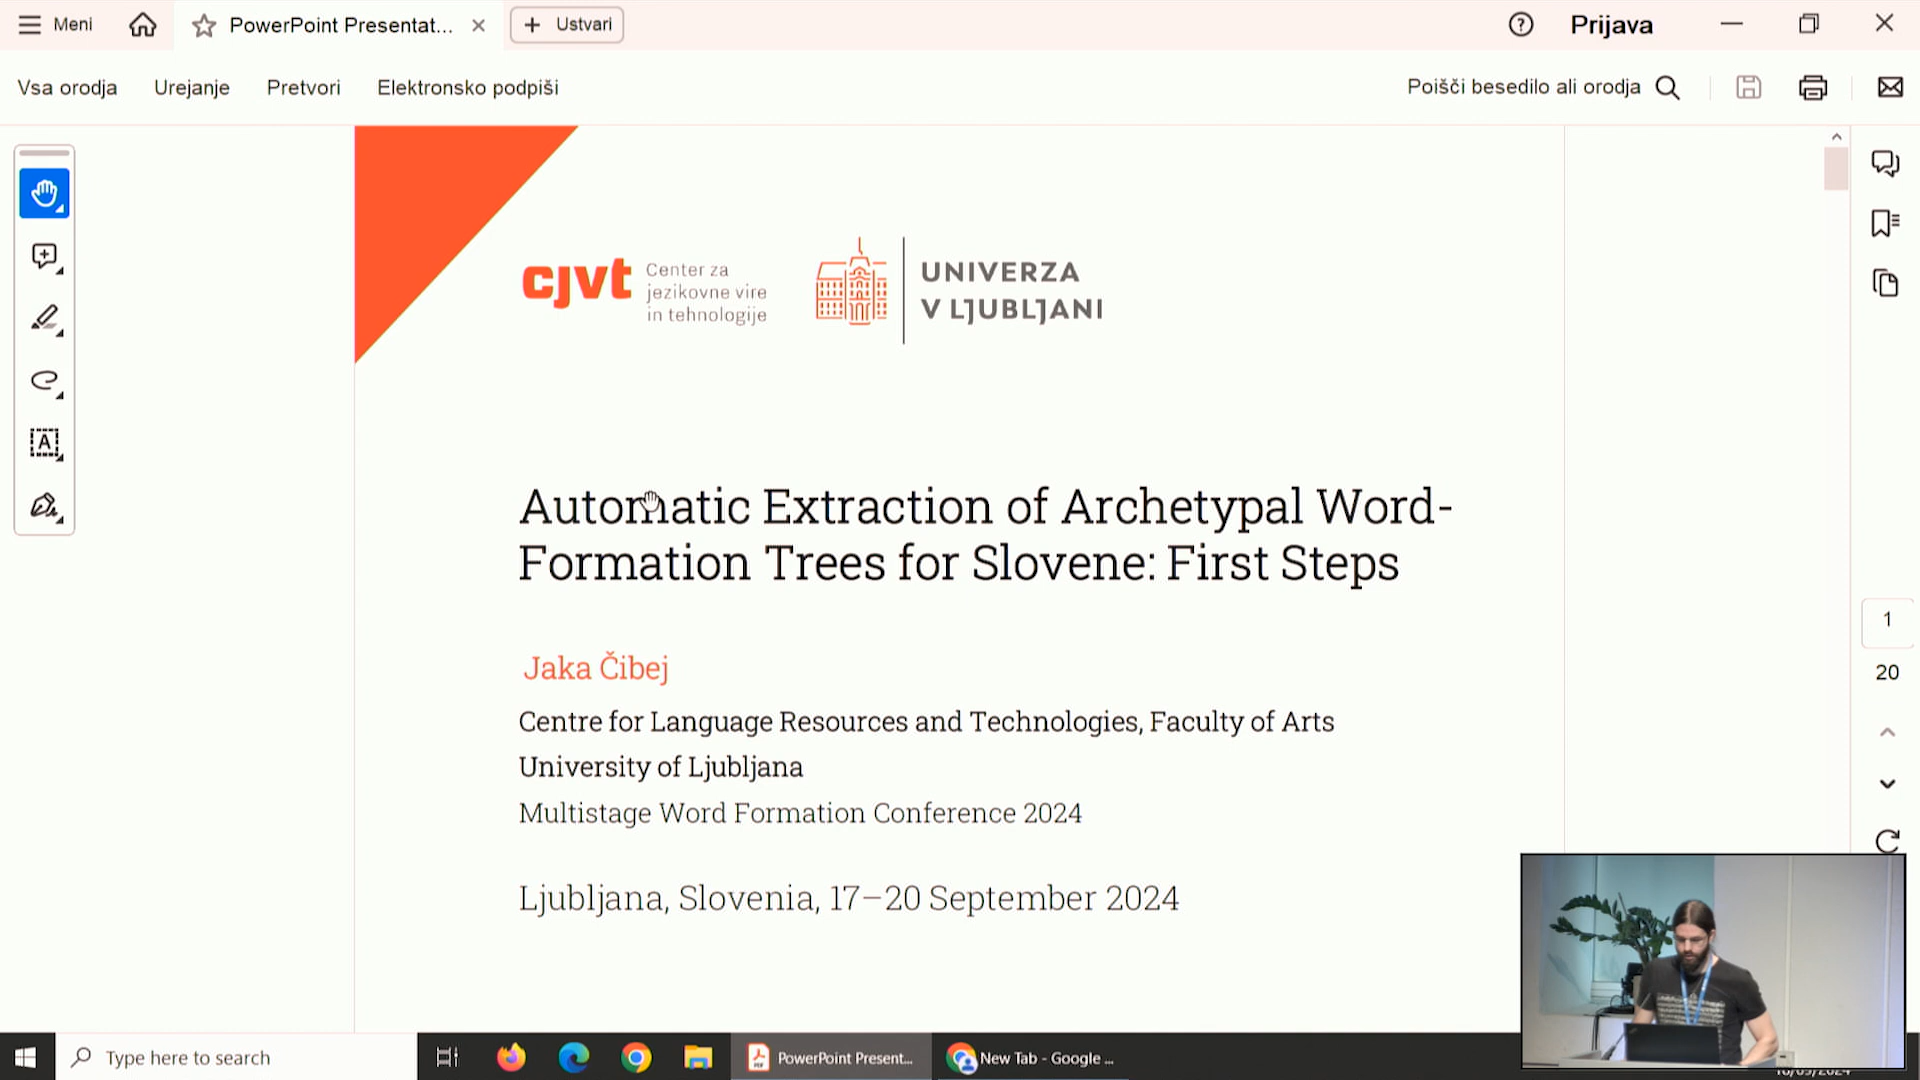 Meni
PowerPoint Presentat...
Ustvari
Prijava
Vsa orodja
Urejanje
Pretvori
Elektronsko podpiši
Poišči besedilo ali orodja
cjvt
Center za
jezikovne vire
in tehnologije
UNIVERZA
V LJUBLJANI
Automatic Extraction of Archetypal Word-
Formation Trees for Slovene: First Steps
Jaka Čibej
Centre for Language Resources and Technologies, Faculty of Arts
University of Ljubljana
Multistage Word Formation Conference 2024
Ljubljana, Slovenia, 17–20 September 2024
1
20
Type here to search
PowerPoint Present...
New Tab - Google ...